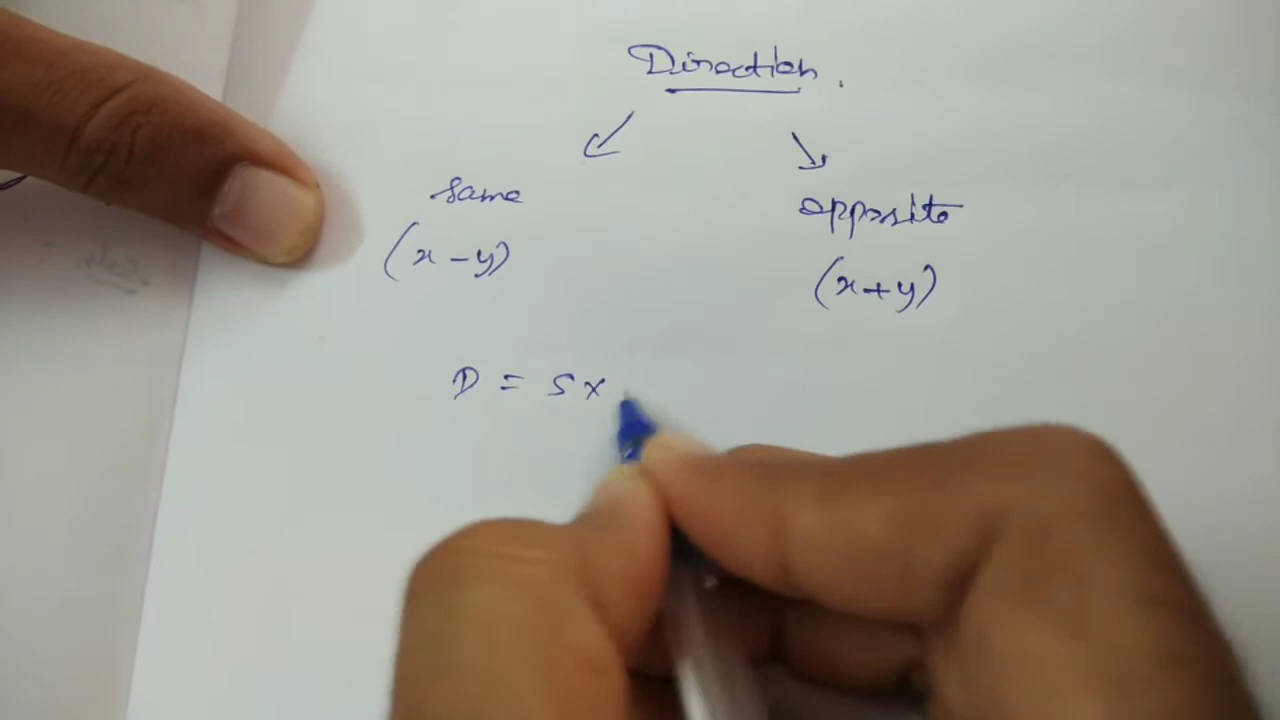 Direction.
same
opposite
(x-y)
(x+y)
D = S x